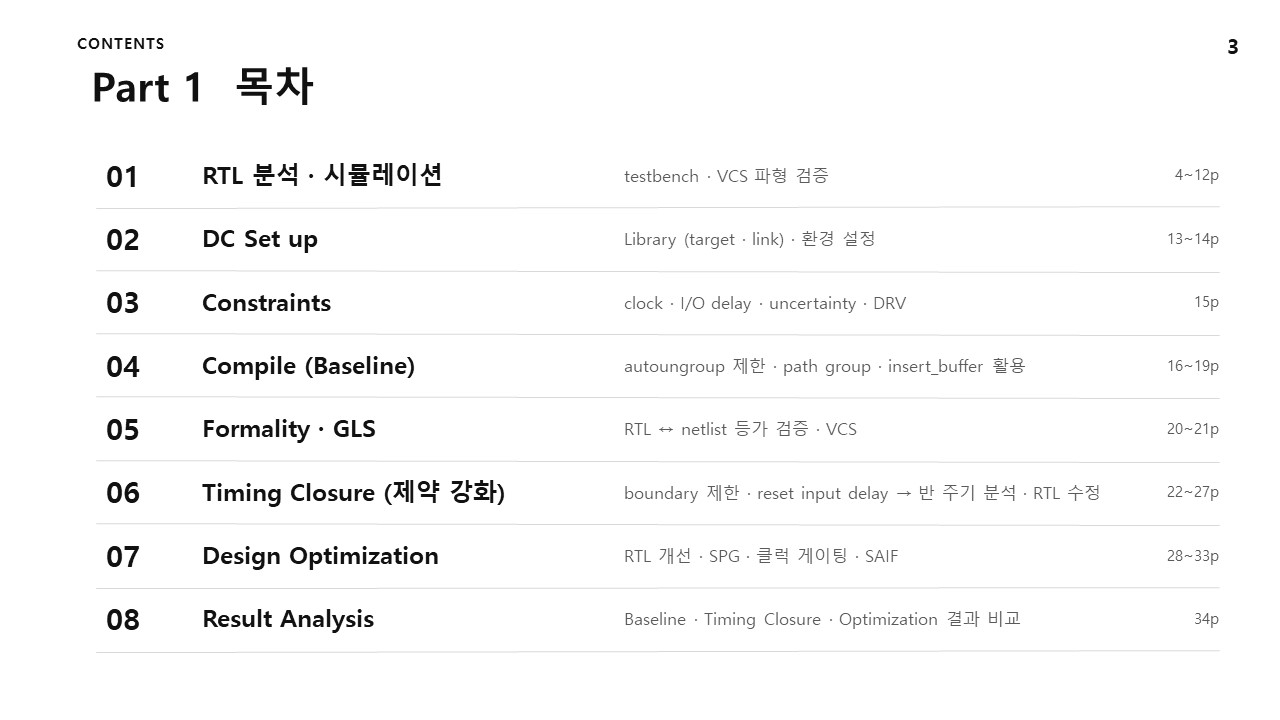 CONTENTS
3
Part 1 목차
01 RTL 분석 · 시뮬레이션 testbench · VCS 파형 검증 4~12p
02 DC Set up Library (target · link) · 환경 설정 13~14p
03 Constraints clock · I/O delay · uncertainty · DRV 15p
04 Compile (Baseline) autoungroup 제한 · path group · insert_buffer 활용 16~19p
05 Formality · GLS RTL ↔ netlist 등가 검증 · VCS 20~21p
06 Timing Closure (제약 강화) boundary 제한 · reset input delay → 반 주기 분석 · RTL 수정 22~27p
07 Design Optimization RTL 개선 · SPG · 클럭 게이팅 · SAIF 28~33p
08 Result Analysis Baseline · Timing Closure · Optimization 결과 비교 34p